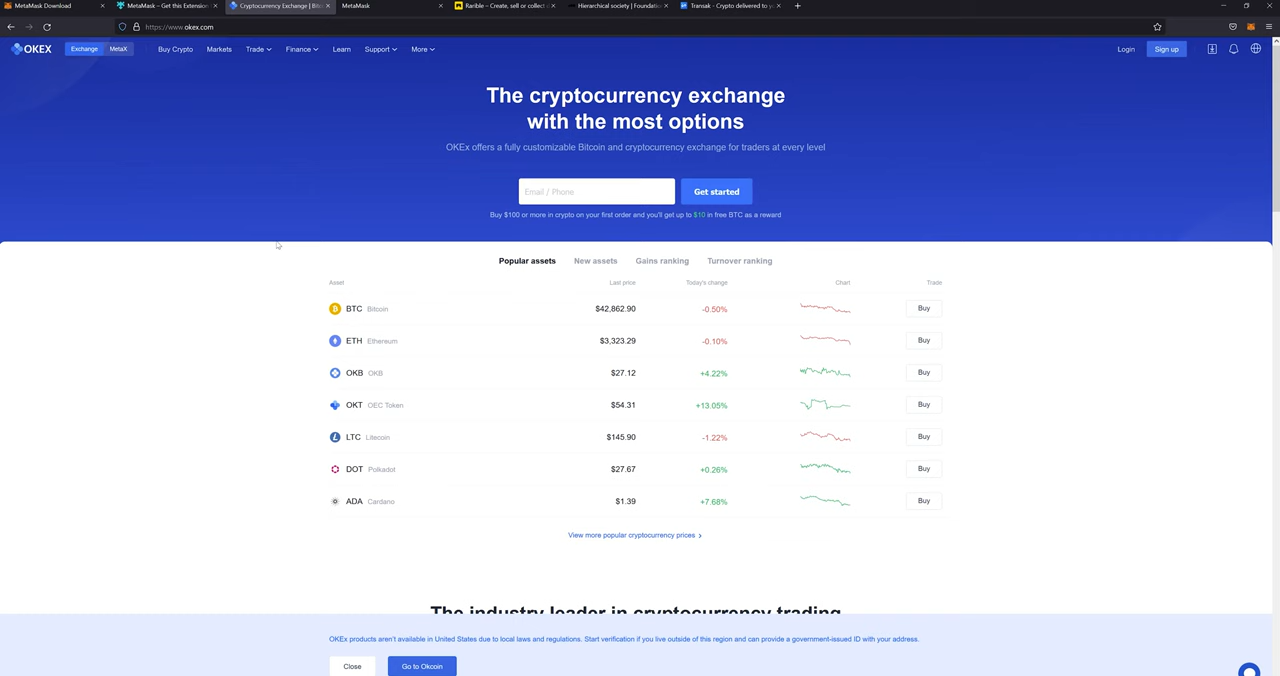 MetaMask Download
MetaMask – Get this Extension
Cryptocurrency Exchange | Bitc
MetaMask
Rarible – Create, sell or collect
Hierarchical society | Foundatio
Transak - Crypto delivered to y
https://www.okex.com
OKEX
Exchange
MetaX
Buy Crypto
Markets
Trade
Finance
Learn
Support
More
Login
Sign up
The cryptocurrency exchange
with the most options
OKEx offers a fully customizable Bitcoin and cryptocurrency exchange for traders at every level
Email / Phone
Get started
Buy $100 or more in crypto on your first order and you'll get up to $10 in free BTC as a reward
Popular assets
New assets
Gains ranking
Turnover ranking
Asset Last price Today's change Chart Trade
BTC Bitcoin $42,862.90 -0.50% Buy
ETH Ethereum $3,323.29 -0.10% Buy
OKB OKB $27.12 +4.22% Buy
OKT OEC Token $54.31 +13.05% Buy
LTC Litecoin $145.90 -1.22% Buy
DOT Polkadot $27.67 +0.26% Buy
ADA Cardano $1.39 +7.68% Buy
View more popular cryptocurrency prices
The industry leader in cryptocurrency trading
OKEx products aren't available in United States due to local laws and regulations. Start verification if you live outside of this region and can provide a government-issued ID with your address.
Close
Go to Okcoin